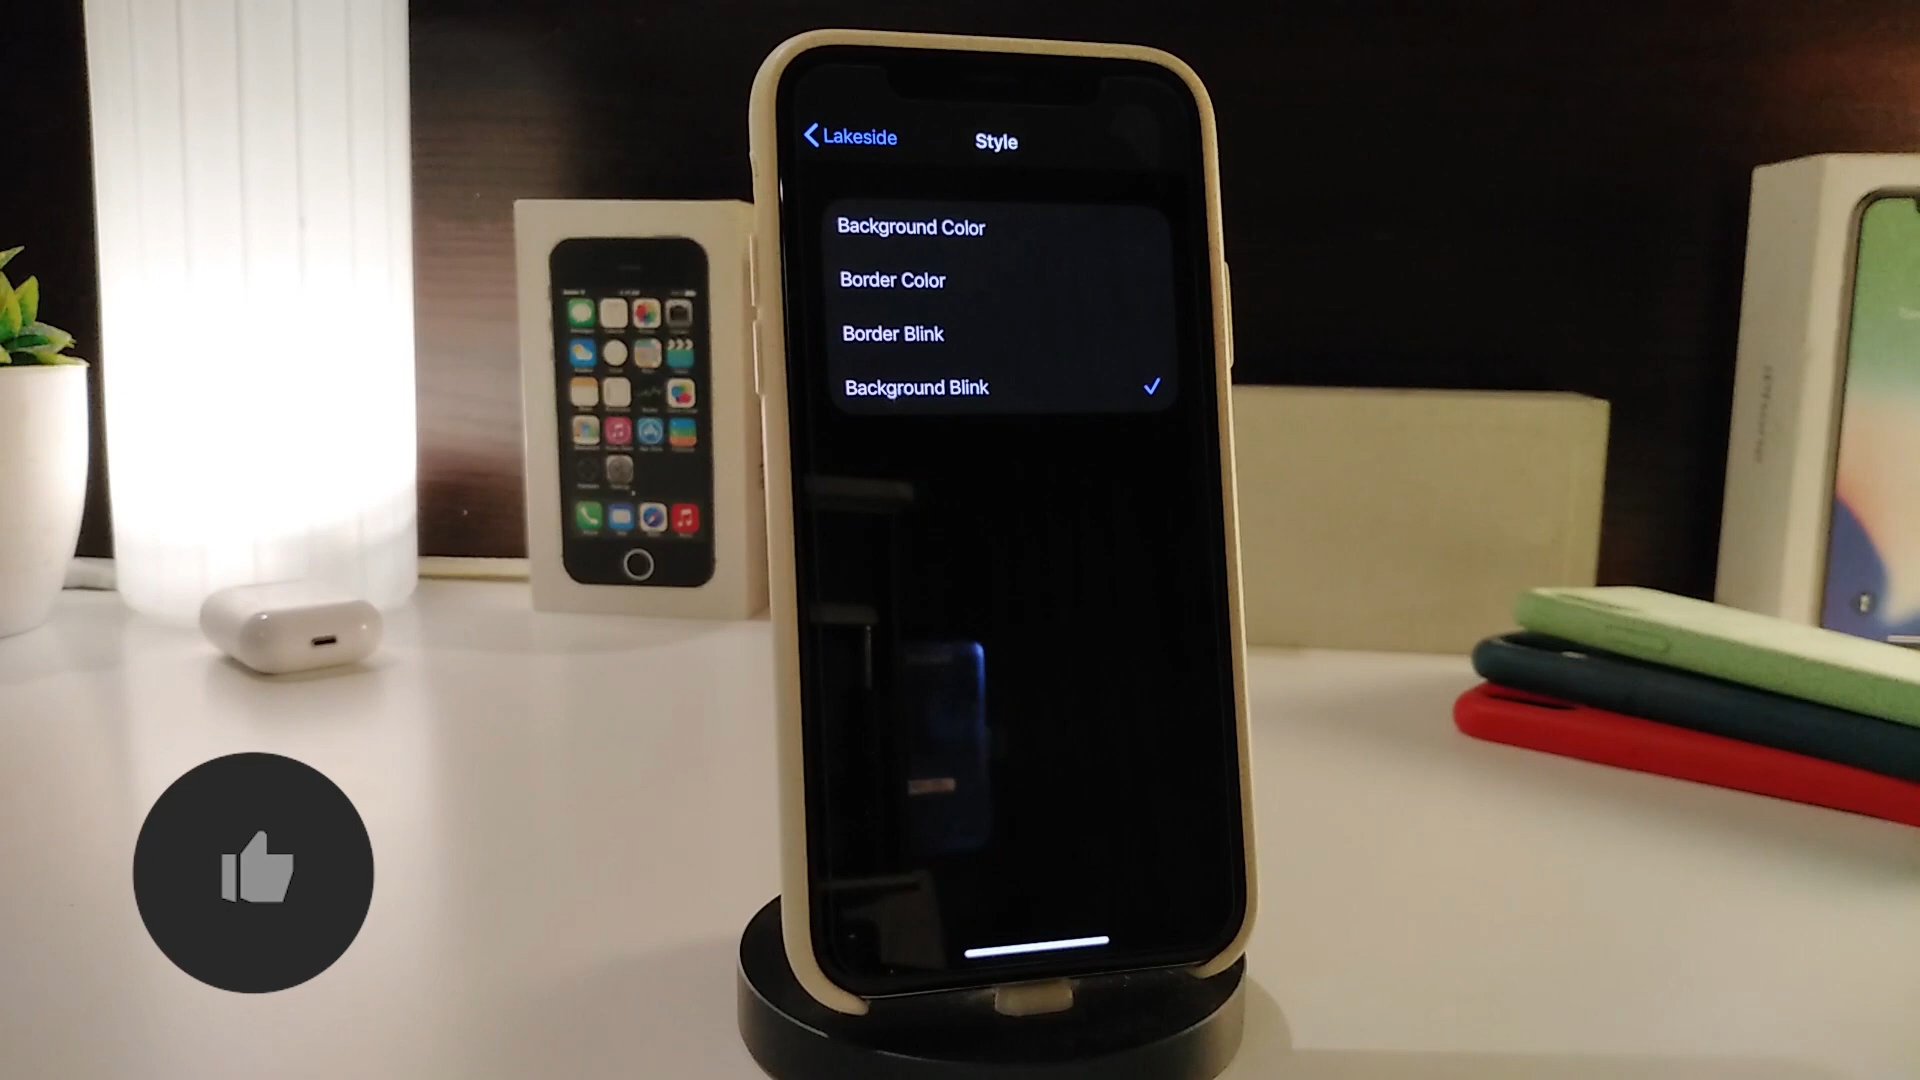 Lakeside
Style
Background Color
Border Color
Border Blink
Background Blink